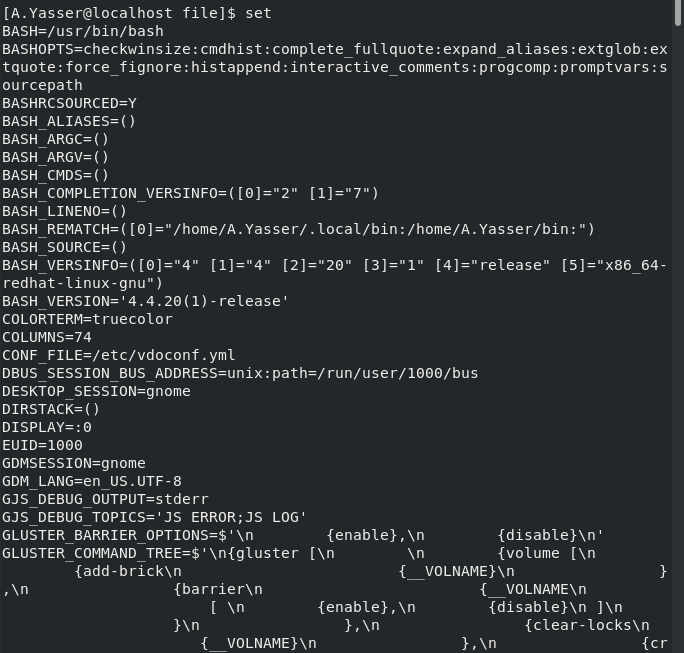 [A.Yasser@localhost file]$ set
BASH=/usr/bin/bash
BASHOPTS=checkwinsize:cmdhist:complete_fullquote:expand_aliases:extglob:ex
tquote:force_fignore:histappend:interactive_comments:progcomp:promptvars:s
ourcepath
BASHRCSOURCED=Y
BASH_ALIASES=()
BASH_ARGC=()
BASH_ARGV=()
BASH_CMDS=()
BASH_COMPLETION_VERSINFO=([0]="2" [1]="7")
BASH_LINENO=()
BASH_REMATCH=([0]="/home/A.Yasser/.local/bin:/home/A.Yasser/bin:")
BASH_SOURCE=()
BASH_VERSINFO=([0]="4" [1]="4" [2]="20" [3]="1" [4]="release" [5]="x86_64-
redhat-linux-gnu")
BASH_VERSION='4.4.20(1)-release'
COLORTERM=truecolor
COLUMNS=74
CONF_FILE=/etc/vdoconf.yml
DBUS_SESSION_BUS_ADDRESS=unix:path=/run/user/1000/bus
DESKTOP_SESSION=gnome
DIRSTACK=()
DISPLAY=:0
EUID=1000
GDMSESSION=gnome
GDM_LANG=en_US.UTF-8
GJS_DEBUG_OUTPUT=stderr
GJS_DEBUG_TOPICS='JS ERROR;JS LOG'
GLUSTER_BARRIER_OPTIONS=$'\n        {enable},\n        {disable}\n'
GLUSTER_COMMAND_TREE=$'\n{gluster [\n        \n        {volume [\n
        {add-brick\n                        {__VOLNAME}\n                }
,\n                {barrier\n                        {__VOLNAME\n
                       [ \n        {enable},\n        {disable}\n ]\n
                   }\n                },\n                {clear-locks\n
                      {__VOLNAME}\n                },\n                {cr